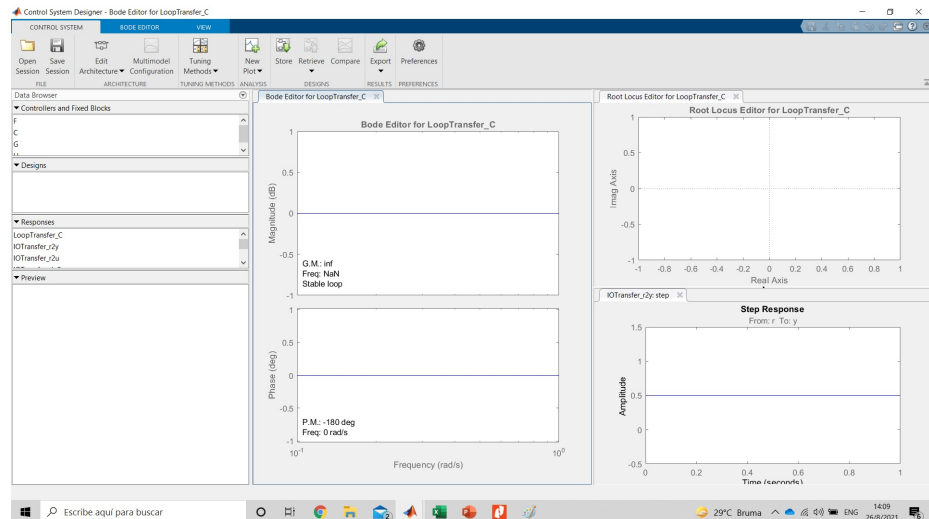 Control System Designer - Bode Editor for LoopTransfer_C
CONTROL SYSTEM BODE EDITOR VIEW
Open Session
Save Session
Edit Architecture
Multimodel Configuration
Tuning Methods
New Plot
Store
Retrieve
Compare
Export
Preferences
FILE ARCHITECTURE TUNING METHODS ANALYSIS DESIGNS RESULTS PREFERENCES
Data Browser
Controllers and Fixed Blocks
F
C
G
Designs
Responses
LoopTransfer_C
IOTransfer_r2y
IOTransfer_r2u
Preview
Bode Editor for LoopTransfer_C
Bode Editor for LoopTransfer_C
Magnitude (dB)
1
0.5
0
-0.5
-1
G.M.: inf
Freq: NaN
Stable loop
Phase (deg)
1
0.5
0
-0.5
-1
P.M.: -180 deg
Freq: 0 rad/s
10-1 100
Frequency (rad/s)
Root Locus Editor for LoopTransfer_C
Root Locus Editor for LoopTransfer_C
Imag Axis
1
0.5
0
-0.5
-1
-1 -0.8 -0.6 -0.4 -0.2 0 0.2 0.4 0.6 0.8 1
Real Axis
IOTransfer_r2y: step
Step Response
From: r To: y
Amplitude
1.5
1
0.5
0
-0.5
0 0.2 0.4 0.6 0.8 1
Time (seconds)
Escribe aquí para buscar
2
29°C Bruma
ENG
14:09
26/8/2021
6